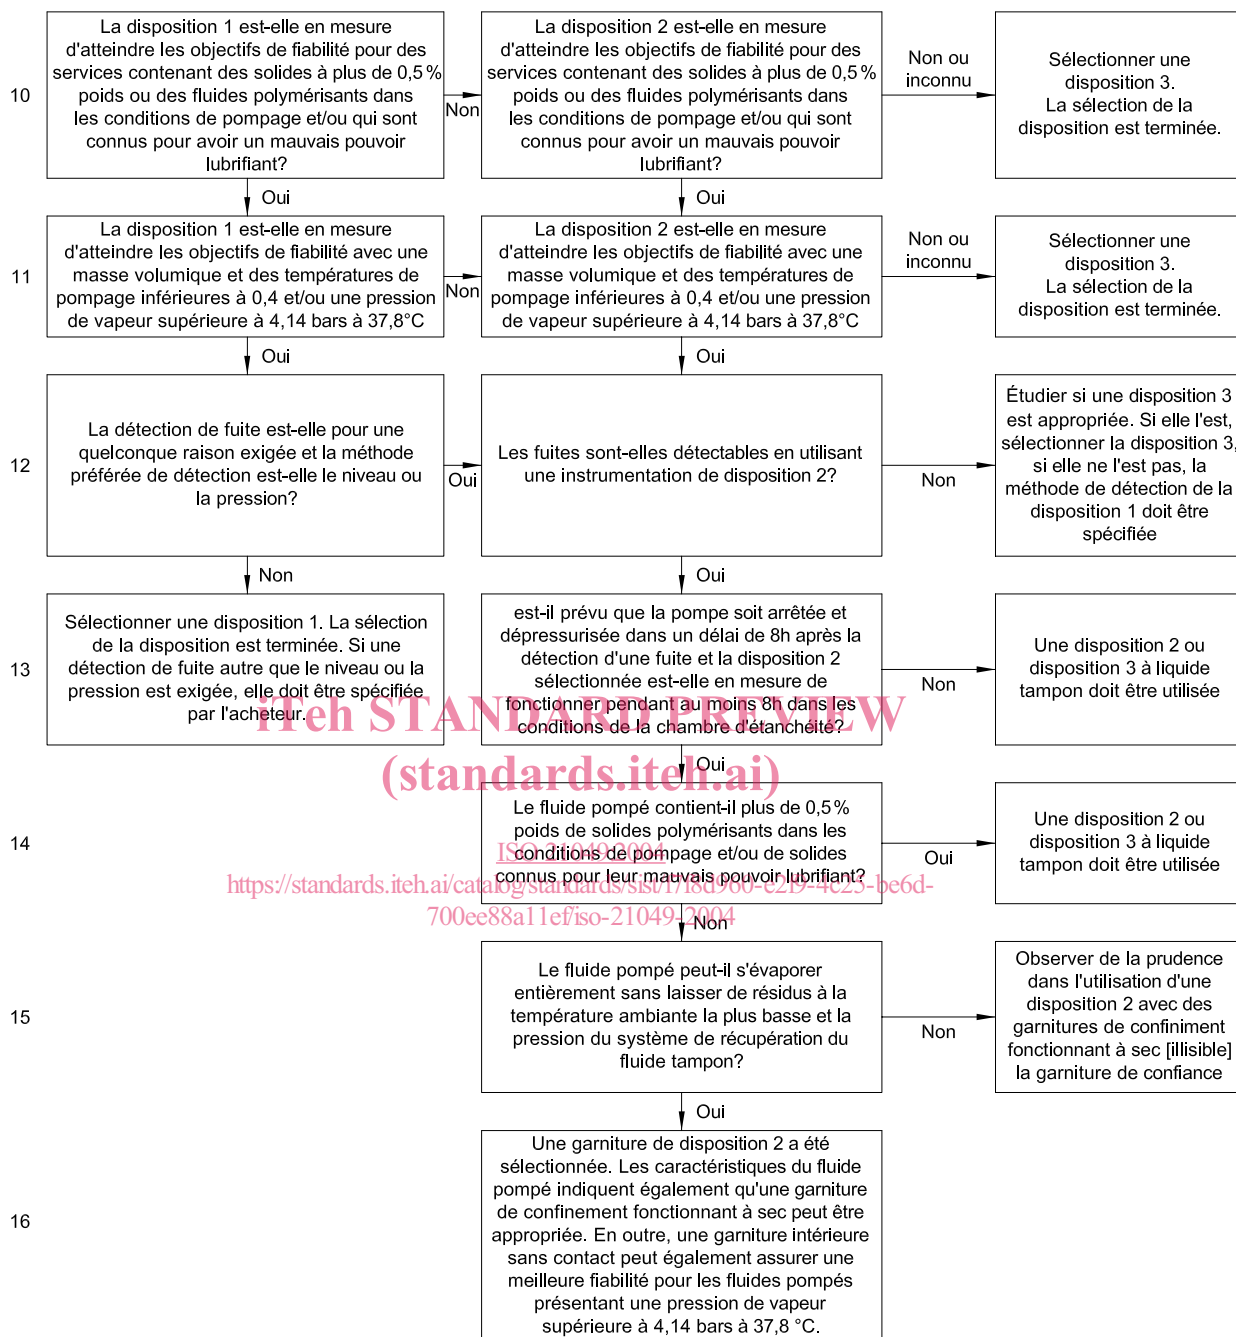 10
La disposition 1 est-elle en mesure
d'atteindre les objectifs de fiabilité pour des
services contenant des solides à plus de 0,5%
poids ou des fluides polymérisants dans
les conditions de pompage et/ou qui sont
connus pour avoir un mauvais pouvoir
lubrifiant?
Non
La disposition 2 est-elle en mesure
d'atteindre les objectifs de fiabilité pour des
services contenant des solides à plus de 0,5%
poids ou des fluides polymérisants dans
les conditions de pompage et/ou qui sont
connus pour avoir un mauvais pouvoir
lubrifiant?
Non ou
inconnu
Sélectionner une
disposition 3.
La sélection de la
disposition est terminée.
Oui
Oui
11
La disposition 1 est-elle en mesure
d'atteindre les objectifs de fiabilité avec une
masse volumique et des températures de
pompage inférieures à 0,4 et/ou une pression
de vapeur supérieure à 4,14 bars à 37,8°C
Non
La disposition 2 est-elle en mesure
d'atteindre les objectifs de fiabilité avec une
masse volumique et des températures de
pompage inférieures à 0,4 et/ou une pression
de vapeur supérieure à 4,14 bars à 37,8°C
Non ou
inconnu
Sélectionner une
disposition 3.
La sélection de la
disposition est terminée.
Oui
Oui
12
La détection de fuite est-elle pour une
quelconque raison exigée et la méthode
préférée de détection est-elle le niveau ou
la pression?
Oui
Les fuites sont-elles détectables en utilisant
une instrumentation de disposition 2?
Non
Étudier si une disposition 3
est appropriée. Si elle l'est,
sélectionner la disposition 3,
si elle ne l'est pas, la
méthode de détection de la
disposition 1 doit être
spécifiée
Non
Oui
13
Sélectionner une disposition 1. La sélection
de la disposition est terminée. Si une
détection de fuite autre que le niveau ou la
pression est exigée, elle doit être spécifiée
par l'acheteur.
est-il prévu que la pompe soit arrêtée et
dépressurisée dans un délai de 8h après la
détection d'une fuite et la disposition 2
sélectionnée est-elle en mesure de
fonctionner pendant au moins 8h dans les
conditions de la chambre d'étanchéité?
Non
Une disposition 2 ou
disposition 3 à liquide
tampon doit être utilisée
iTeh STANDARD PREVIEW
(standards.iteh.ai)
Oui
14
Le fluide pompé contient-il plus de 0,5%
poids de solides polymérisants dans les
conditions de pompage et/ou de solides
connus pour leur mauvais pouvoir lubrifiant?
Oui
Une disposition 2 ou
disposition 3 à liquide
tampon doit être utilisée
ISO 21049:2004
https://standards.iteh.ai/catalog/standards/sist/f7f8d960-e2f9-4c25-be6d-
700ee88a11ef/iso-21049-2004
Non
15
Le fluide pompé peut-il s'évaporer
entièrement sans laisser de résidus à la
température ambiante la plus basse et la
pression du système de récupération du
fluide tampon?
Non
Observer de la prudence
dans l'utilisation d'une
disposition 2 avec des
garnitures de confiniment
fonctionnant à sec [illisible]
la garniture de confiance
Oui
16
Une garniture de disposition 2 a été
sélectionnée. Les caractéristiques du fluide
pompé indiquent également qu'une garniture
de confinement fonctionnant à sec peut être
appropriée. En outre, une garniture intérieure
sans contact peut également assurer une
meilleure fiabilité pour les fluides pompés
présentant une pression de vapeur
supérieure à 4,14 bars à 37,8 °C.